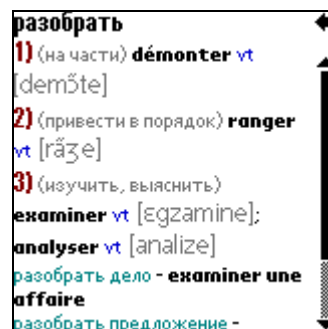 разобрать
1) (на части) démonter vt
[demɔ̃te]
2) (привести в порядок) ranger
vt [rɑ̃ʒe]
3) (изучить, выяснить)
examiner vt [ɛgzamine];
analyser vt [analize]
разобрать дело - examiner une
affaire
разобрать предложение -